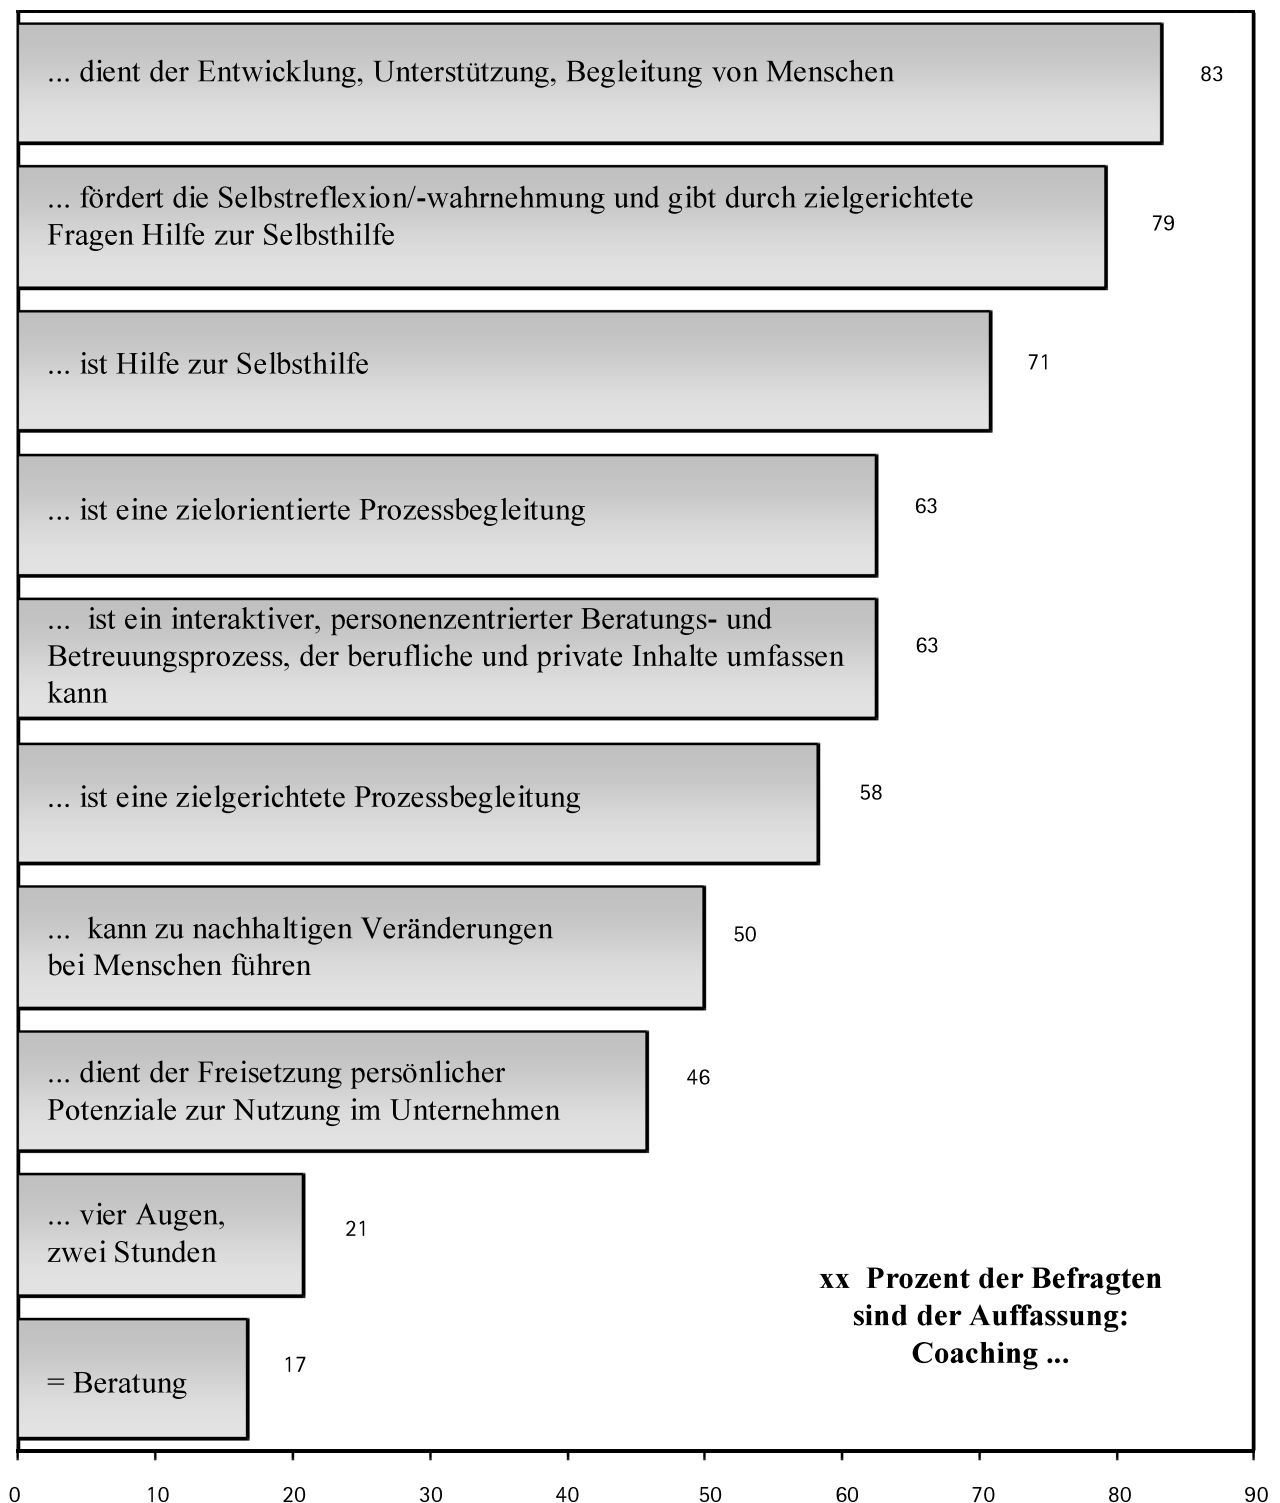 ... dient der Entwicklung, Unterstützung, Begleitung von Menschen
83
... fördert die Selbstreflexion/-wahrnehmung und gibt durch zielgerichtete
Fragen Hilfe zur Selbsthilfe
79
... ist Hilfe zur Selbsthilfe
71
... ist eine zielorientierte Prozessbegleitung
63
... ist ein interaktiver, personenzentrierter Beratungs- und
Betreuungsprozess, der berufliche und private Inhalte umfassen
kann
63
... ist eine zielgerichtete Prozessbegleitung
58
... kann zu nachhaltigen Veränderungen
bei Menschen führen
50
... dient der Freisetzung persönlicher
Potenziale zur Nutzung im Unternehmen
46
... vier Augen,
zwei Stunden
21
= Beratung
17
xx Prozent der Befragten
sind der Auffassung:
Coaching ...
0 10 20 30 40 50 60 70 80 90